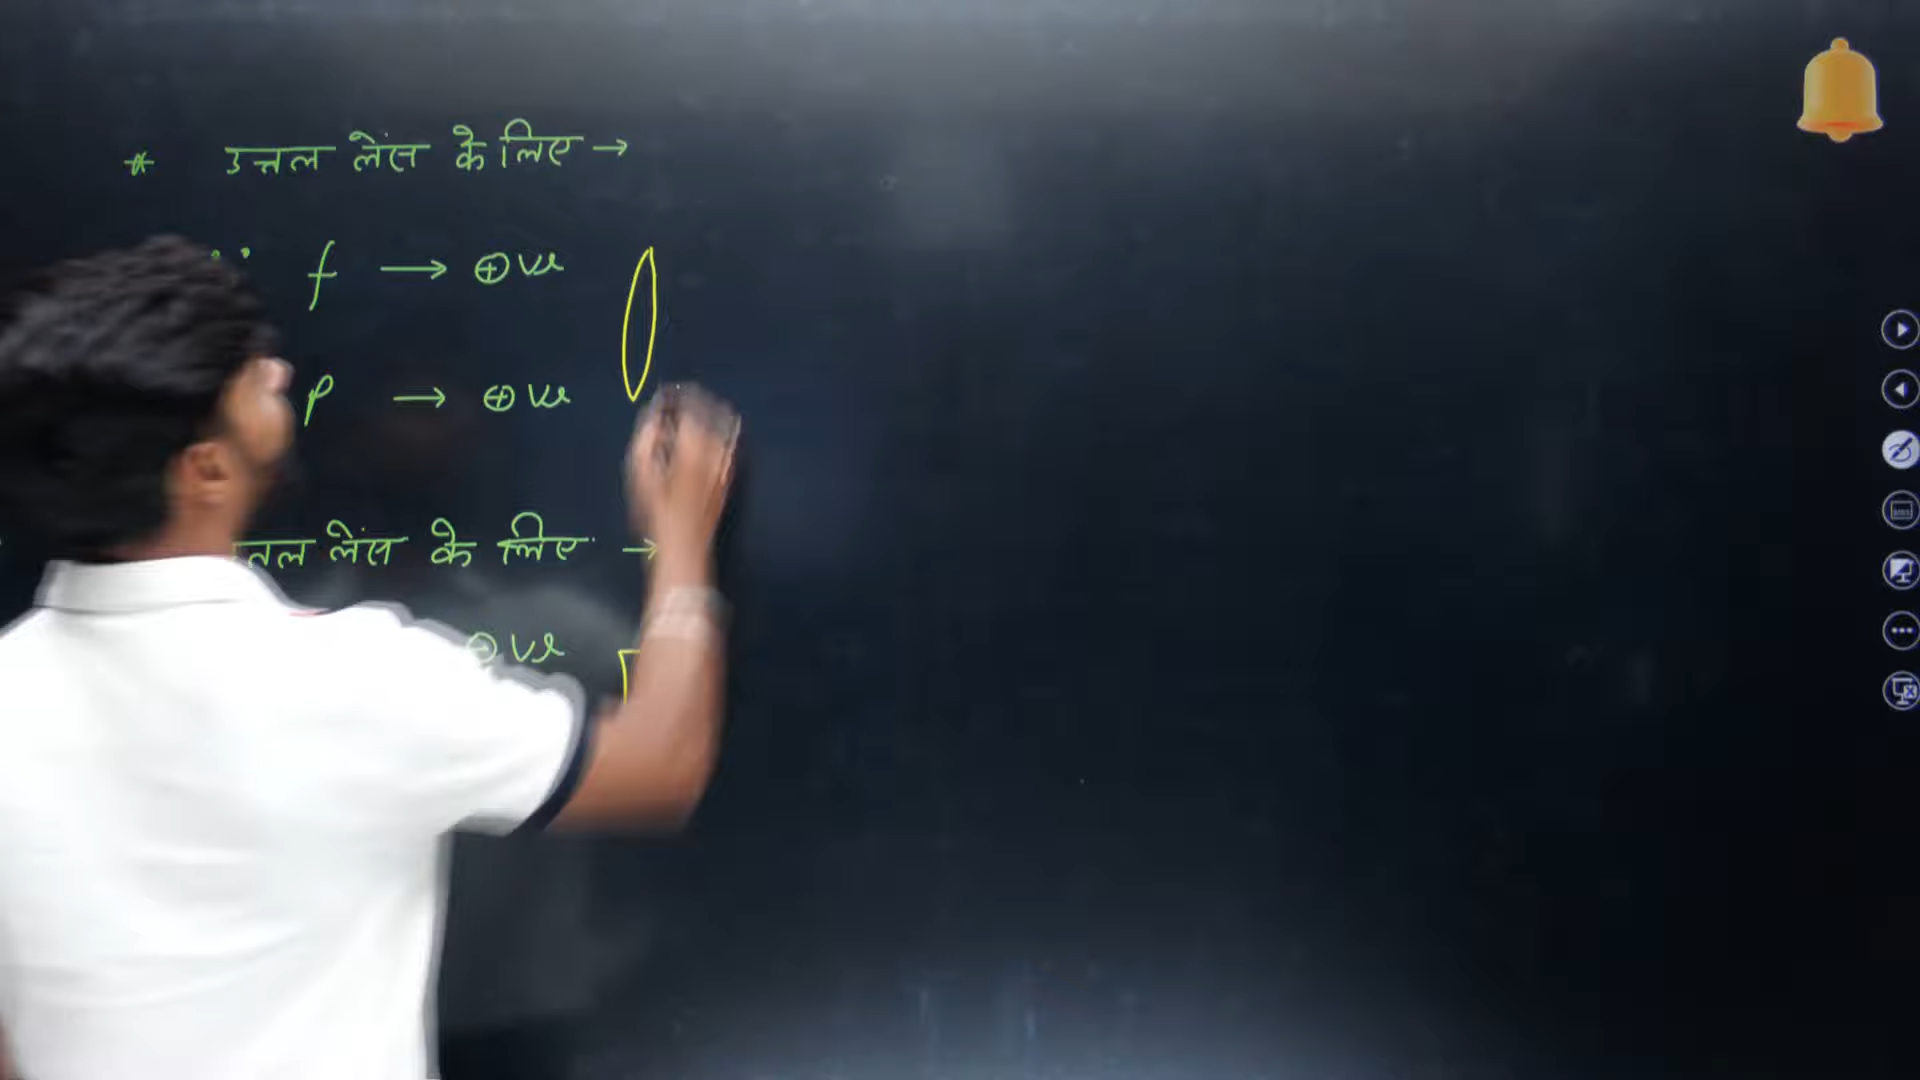 * उत्तल लेंस के लिए →
f → ⊕ ve
p → ⊕ ve
तल लेंस के लिए →
ve